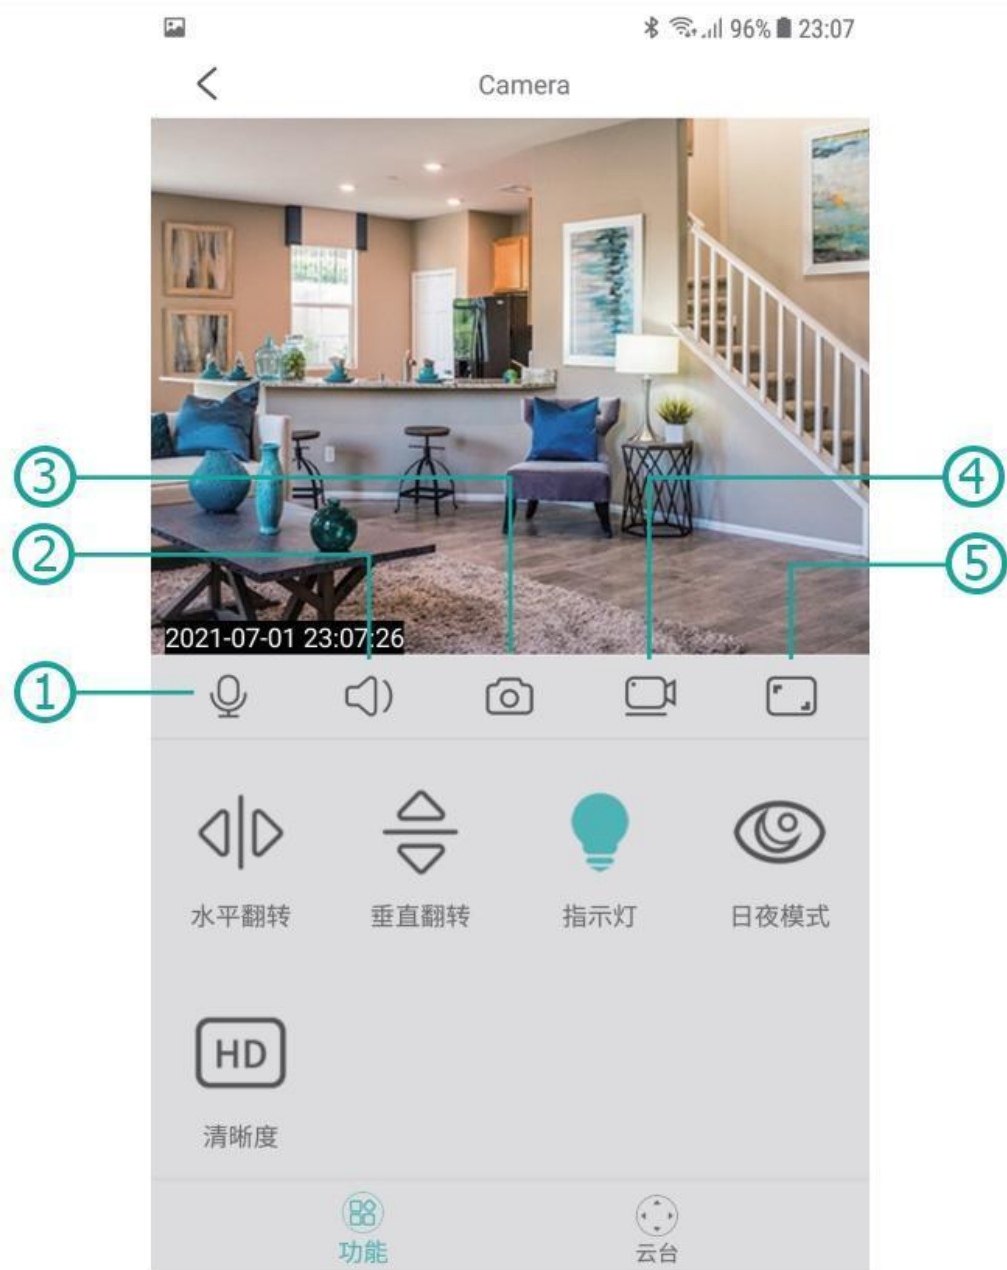 96% 23:07
Camera
③
④
②
⑤
2021-07-01 23:07:26
①
水平翻转 垂直翻转 指示灯 日夜模式
HD
清晰度
功能 云台